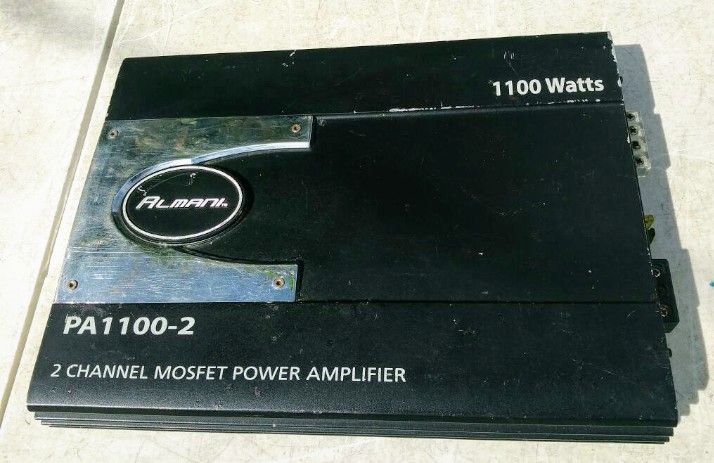 1100 Watts
ALMANI
PA1100-2
2 CHANNEL MOSFET POWER AMPLIFIER